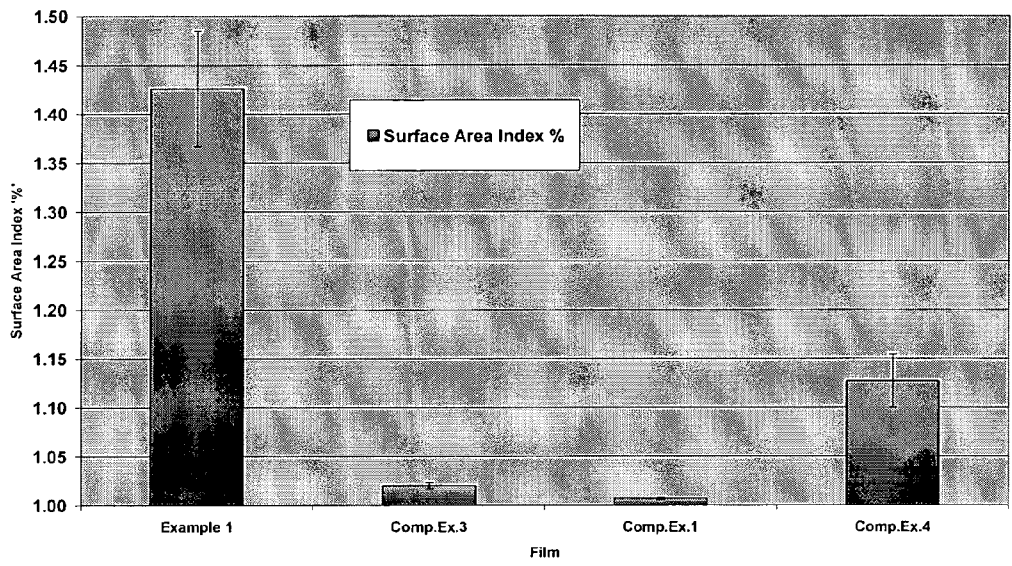 1.50
1.45
1.40
1.35
1.30
1.25
1.20
1.15
1.10
1.05
1.00
Surface Area Index '%'
Surface Area Index %
Example 1
Comp.Ex.3
Comp.Ex.1
Comp.Ex.4
Film